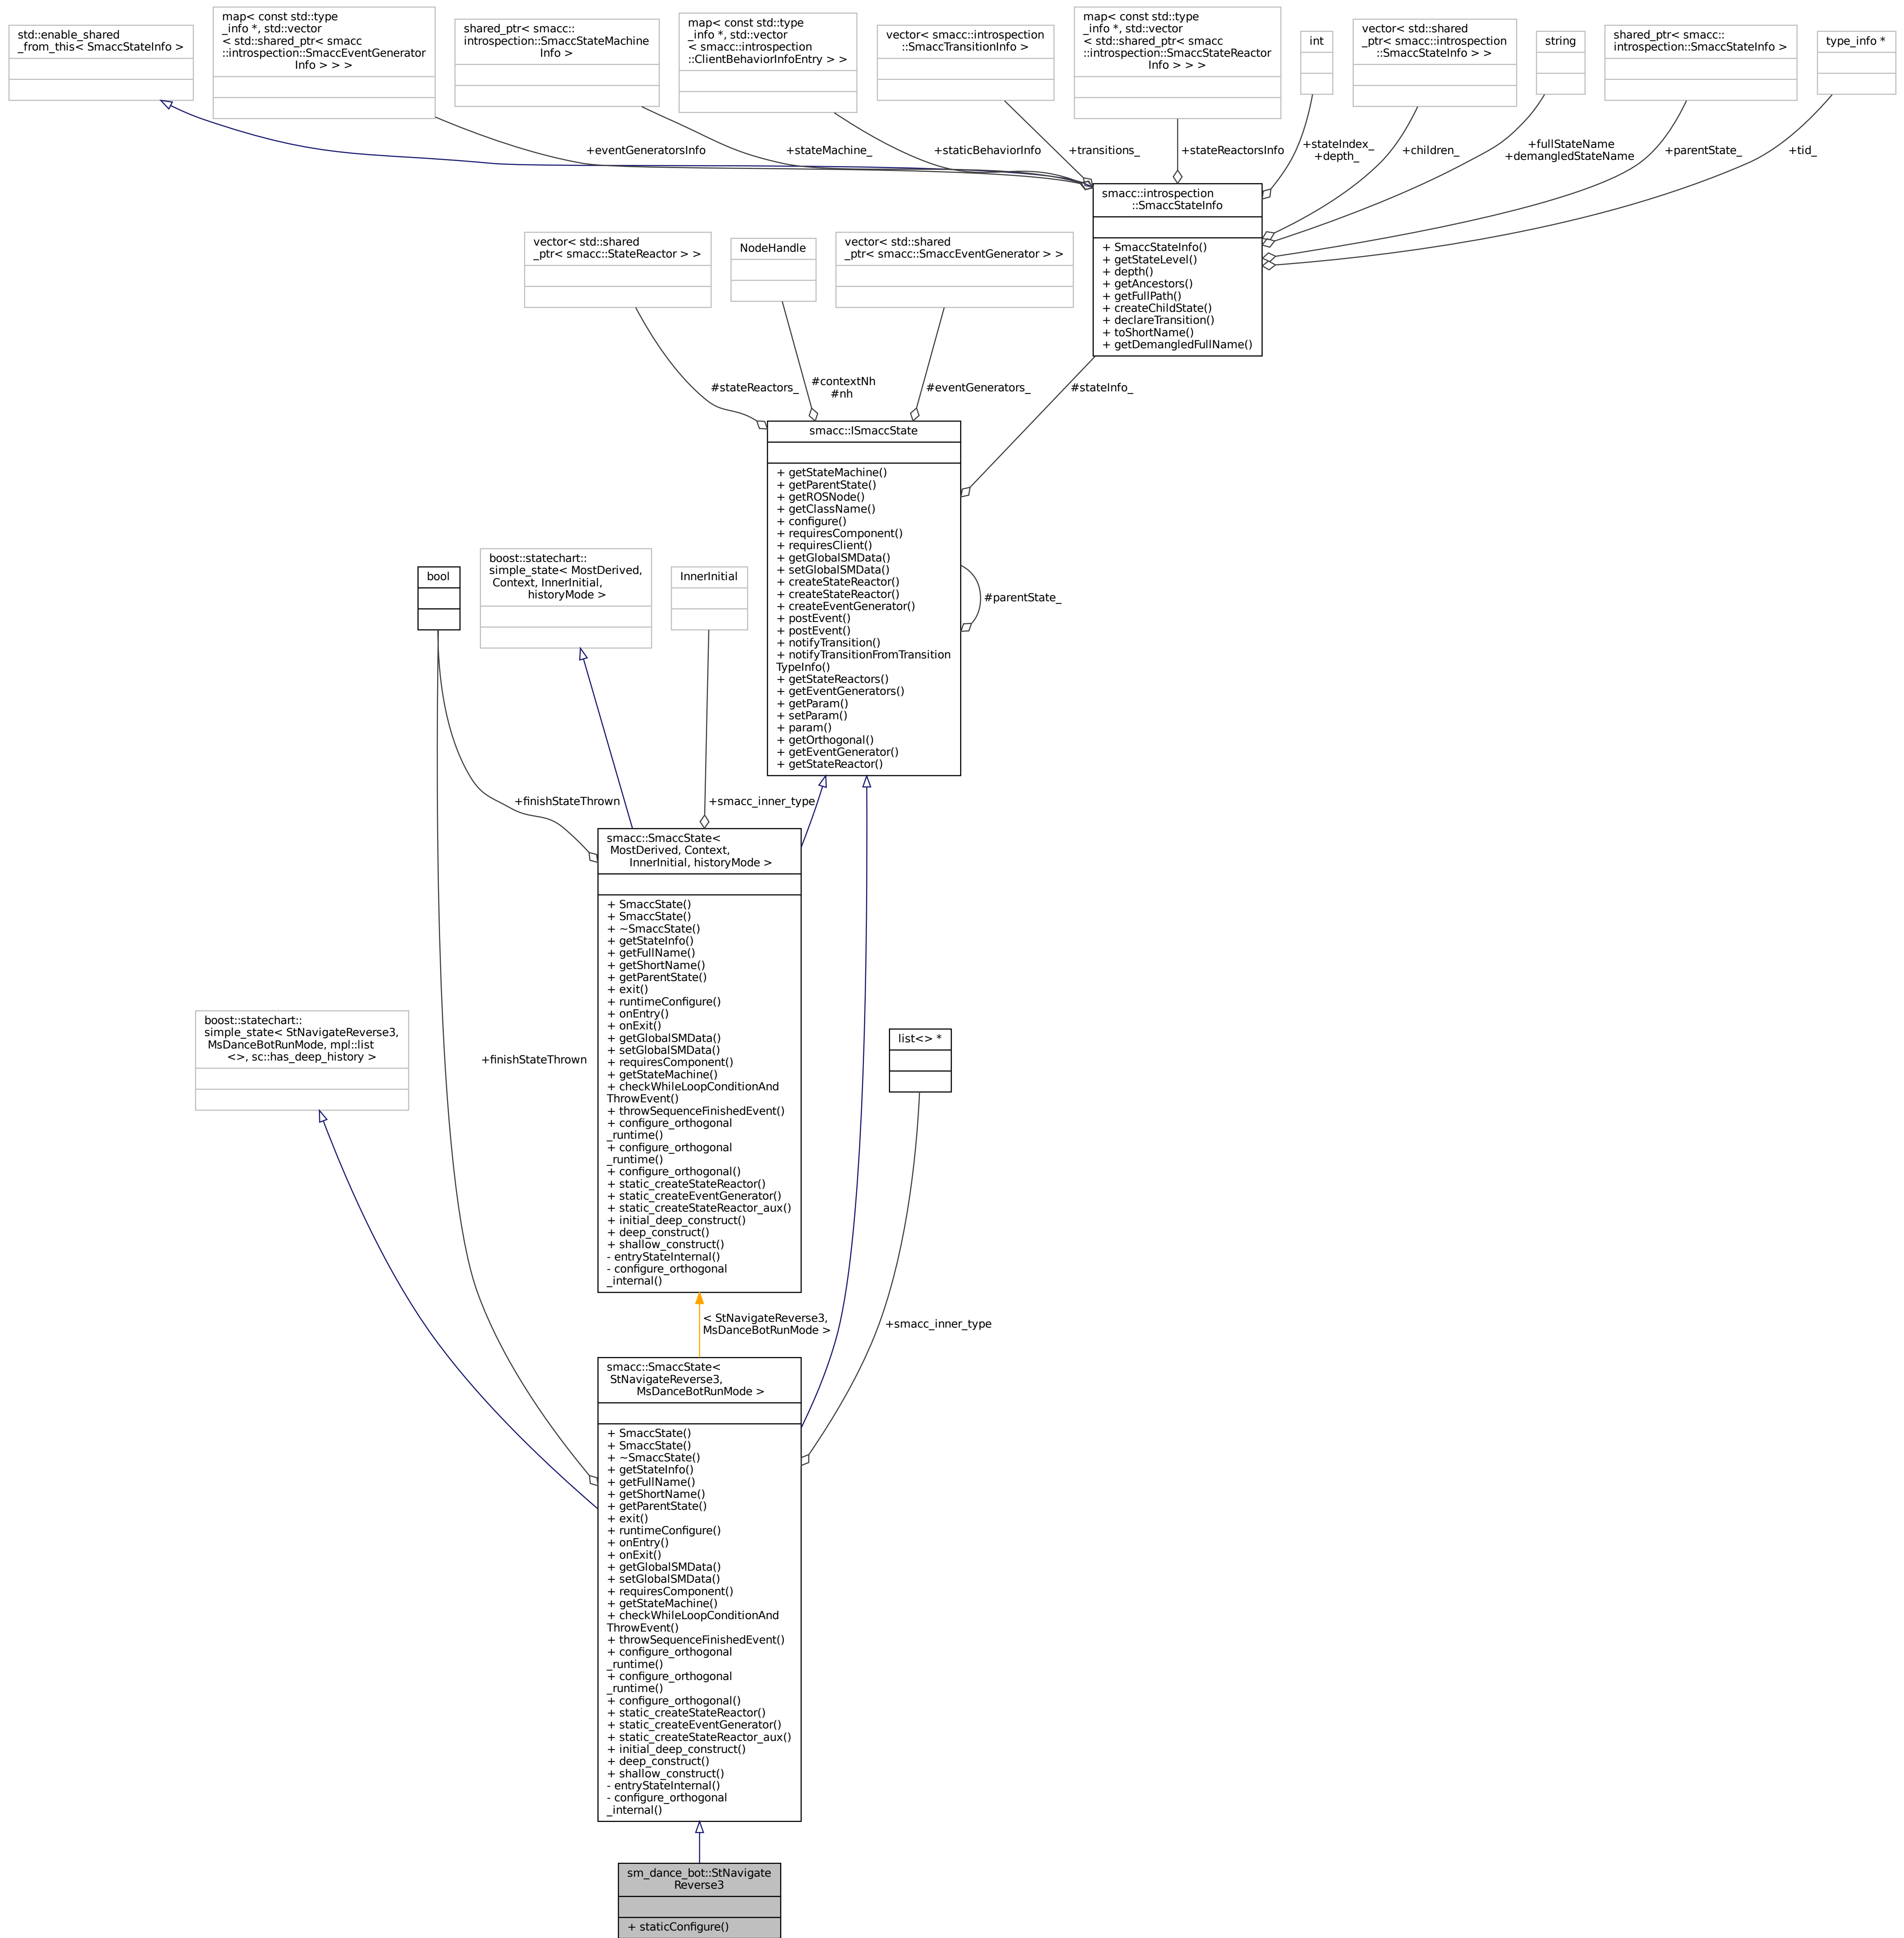 std::enable_shared
_from_this< SmaccStateInfo >
map< const std::type
_info *, std::vector
< std::shared_ptr< smacc
::introspection::SmaccEventGenerator
Info > > >
shared_ptr< smacc::
introspection::SmaccStateMachine
Info >
map< const std::type
_info *, std::vector
< smacc::introspection
::ClientBehaviorInfoEntry > >
vector< smacc::introspection
::SmaccTransitionInfo >
map< const std::type
_info *, std::vector
< std::shared_ptr< smacc
::introspection::SmaccStateReactor
Info > > >
int
vector< std::shared
_ptr< smacc::introspection
::SmaccStateInfo > >
string
shared_ptr< smacc::
introspection::SmaccStateInfo >
type_info *
+eventGeneratorsInfo
+stateMachine_
+staticBehaviorInfo
+transitions_
+stateReactorsInfo
+stateIndex_
+depth_
+children_
+fullStateName
+demangledStateName
+parentState_
+tid_
smacc::introspection
::SmaccStateInfo
+ SmaccStateInfo()
+ getStateLevel()
+ depth()
+ getAncestors()
+ getFullPath()
+ createChildState()
+ declareTransition()
+ toShortName()
+ getDemangledFullName()
vector< std::shared
_ptr< smacc::StateReactor > >
NodeHandle
vector< std::shared
_ptr< smacc::SmaccEventGenerator > >
#stateReactors_
#contextNh
#nh
#eventGenerators_
#stateInfo_
smacc::ISmaccState
+ getStateMachine()
+ getParentState()
+ getROSNode()
+ getClassName()
+ configure()
+ requiresComponent()
+ requiresClient()
+ getGlobalSMData()
+ setGlobalSMData()
+ createStateReactor()
+ createStateReactor()
+ createEventGenerator()
+ postEvent()
+ postEvent()
+ notifyTransition()
+ notifyTransitionFromTransition
TypeInfo()
+ getStateReactors()
+ getEventGenerators()
+ getParam()
+ setParam()
+ param()
+ getOrthogonal()
+ getEventGenerator()
+ getStateReactor()
#parentState_
bool
boost::statechart::
simple_state< MostDerived,
Context, InnerInitial,
historyMode >
InnerInitial
+finishStateThrown
+smacc_inner_type
smacc::SmaccState<
MostDerived, Context,
InnerInitial, historyMode >
+ SmaccState()
+ SmaccState()
+ ~SmaccState()
+ getStateInfo()
+ getFullName()
+ getShortName()
+ getParentState()
+ exit()
+ runtimeConfigure()
+ onEntry()
+ onExit()
+ getGlobalSMData()
+ setGlobalSMData()
+ requiresComponent()
+ getStateMachine()
+ checkWhileLoopConditionAnd
ThrowEvent()
+ throwSequenceFinishedEvent()
+ configure_orthogonal
_runtime()
+ configure_orthogonal
_runtime()
+ configure_orthogonal()
+ static_createStateReactor()
+ static_createEventGenerator()
+ static_createStateReactor_aux()
+ initial_deep_construct()
+ deep_construct()
+ shallow_construct()
- entryStateInternal()
- configure_orthogonal
_internal()
boost::statechart::
simple_state< StNavigateReverse3,
MsDanceBotRunMode, mpl::list
<>, sc::has_deep_history >
+finishStateThrown
list<> *
< StNavigateReverse3,
MsDanceBotRunMode >
+smacc_inner_type
smacc::SmaccState<
StNavigateReverse3,
MsDanceBotRunMode >
+ SmaccState()
+ SmaccState()
+ ~SmaccState()
+ getStateInfo()
+ getFullName()
+ getShortName()
+ getParentState()
+ exit()
+ runtimeConfigure()
+ onEntry()
+ onExit()
+ getGlobalSMData()
+ setGlobalSMData()
+ requiresComponent()
+ getStateMachine()
+ checkWhileLoopConditionAnd
ThrowEvent()
+ throwSequenceFinishedEvent()
+ configure_orthogonal
_runtime()
+ configure_orthogonal
_runtime()
+ configure_orthogonal()
+ static_createStateReactor()
+ static_createEventGenerator()
+ static_createStateReactor_aux()
+ initial_deep_construct()
+ deep_construct()
+ shallow_construct()
- entryStateInternal()
- configure_orthogonal
_internal()
sm_dance_bot::StNavigate
Reverse3
+ staticConfigure()